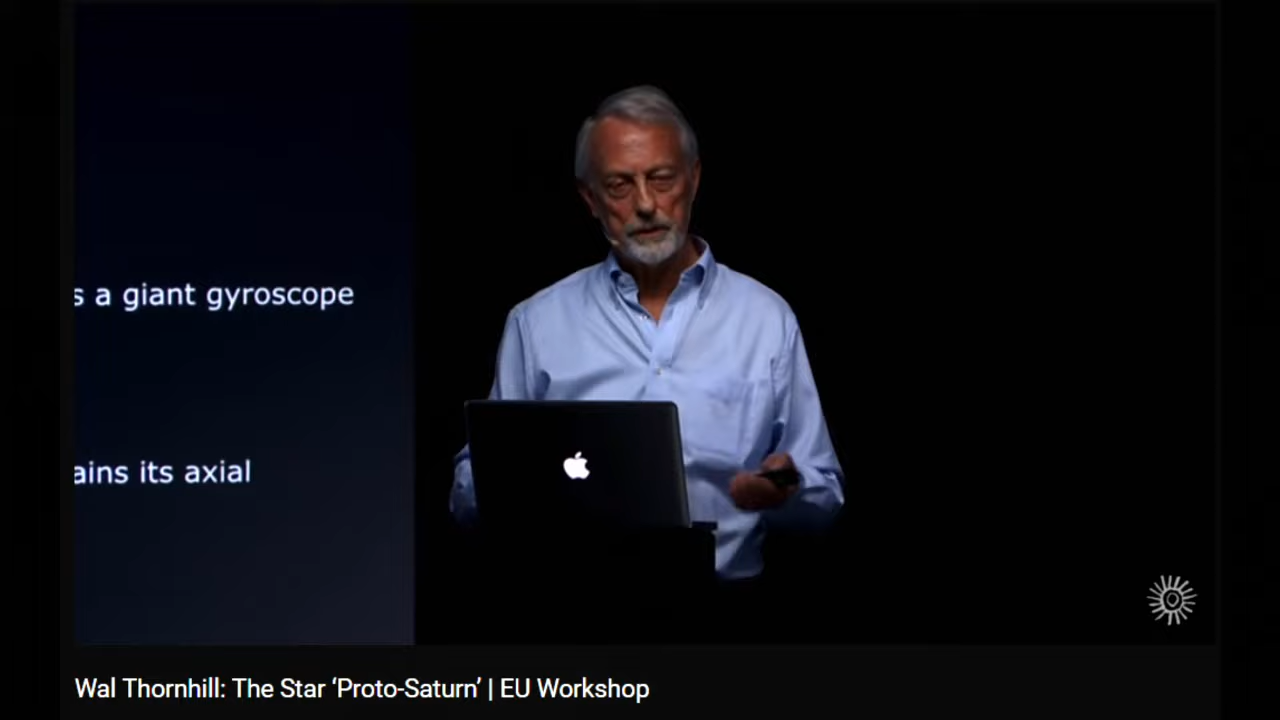 s a giant gyroscope
ains its axial
Wal Thornhill: The Star ‘Proto-Saturn’ | EU Workshop